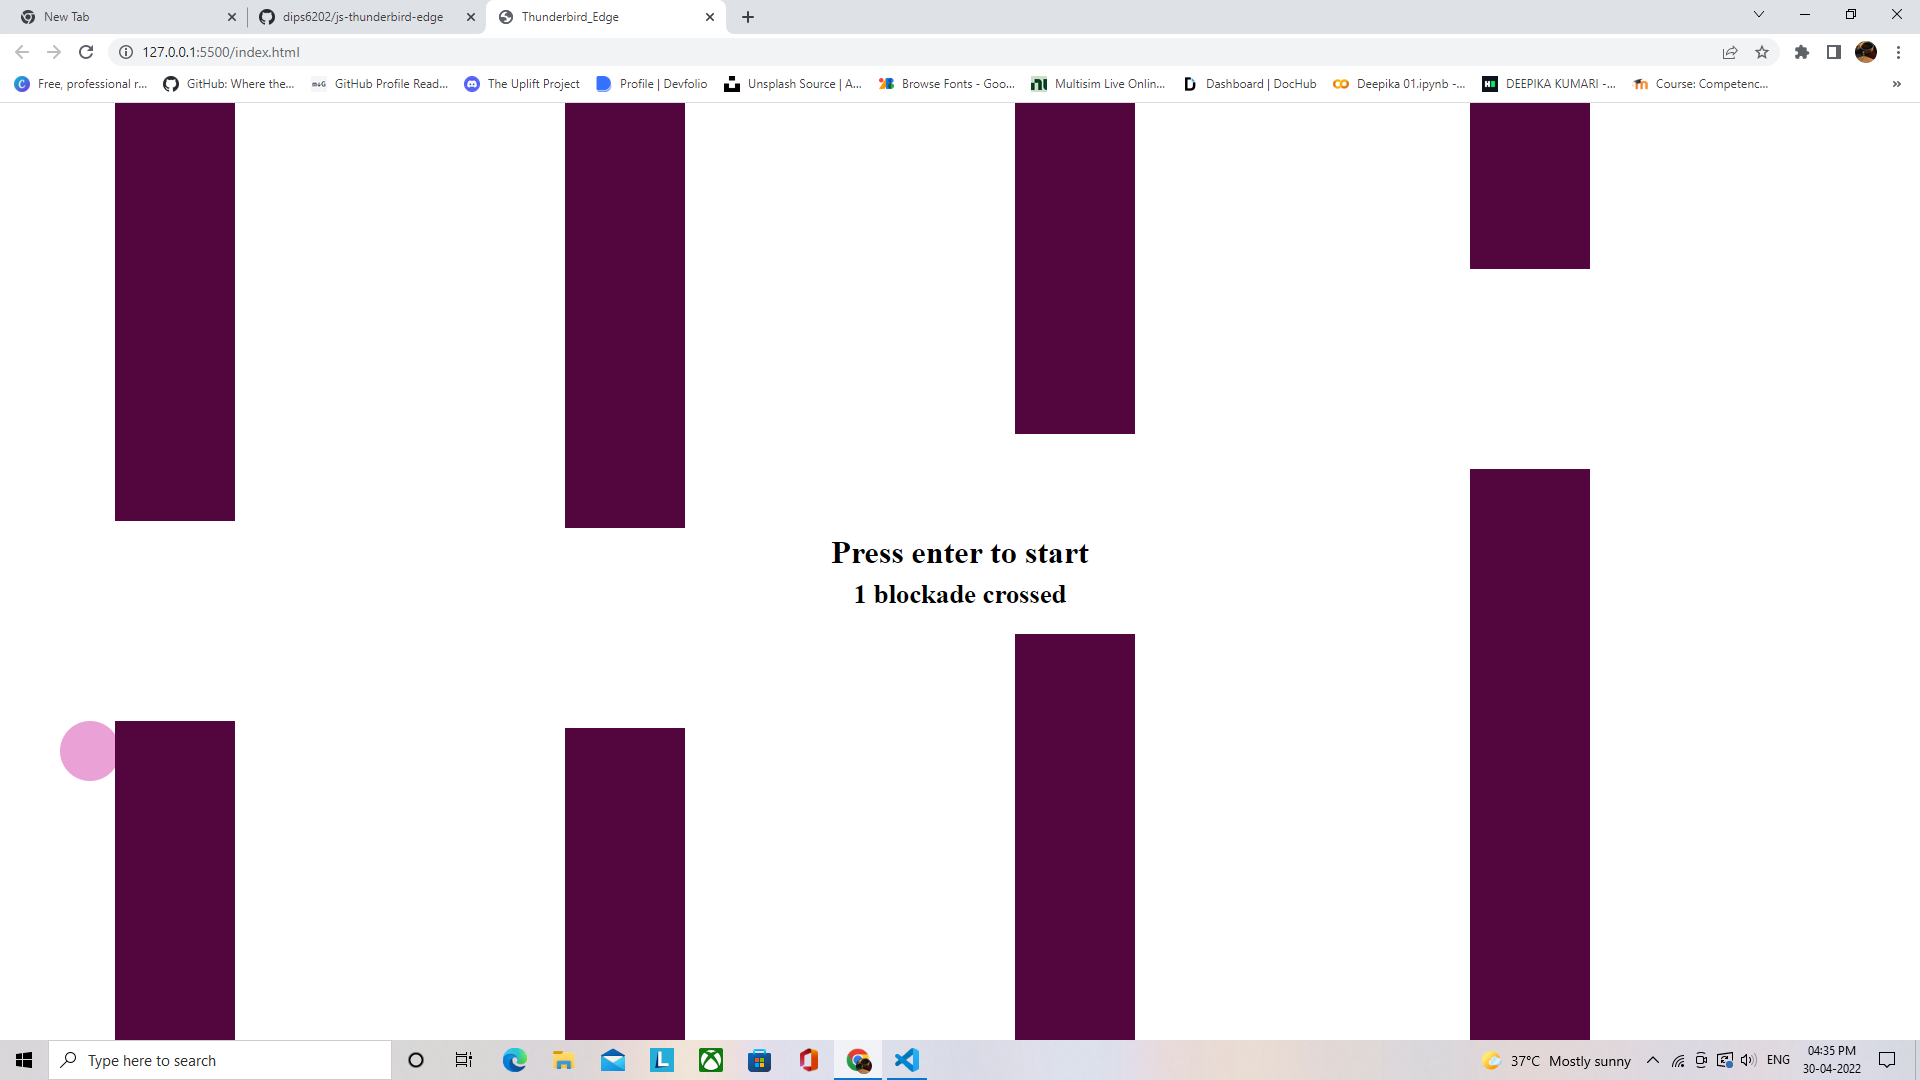 New Tab
dips6202/js-thunderbird-edge
Thunderbird_Edge
127.0.0.1:5500/index.html
Free, professional r...
GitHub: Where the...
GitHub Profile Read...
The Uplift Project
Profile | Devfolio
Unsplash Source | A...
Browse Fonts - Goo...
Multisim Live Onlin...
Dashboard | DocHub
Deepika 01.ipynb -...
DEEPIKA KUMARI -...
Course: Competenc...
»
Press enter to start
1 blockade crossed
Type here to search
37°C Mostly sunny
ENG
04:35 PM
30-04-2022